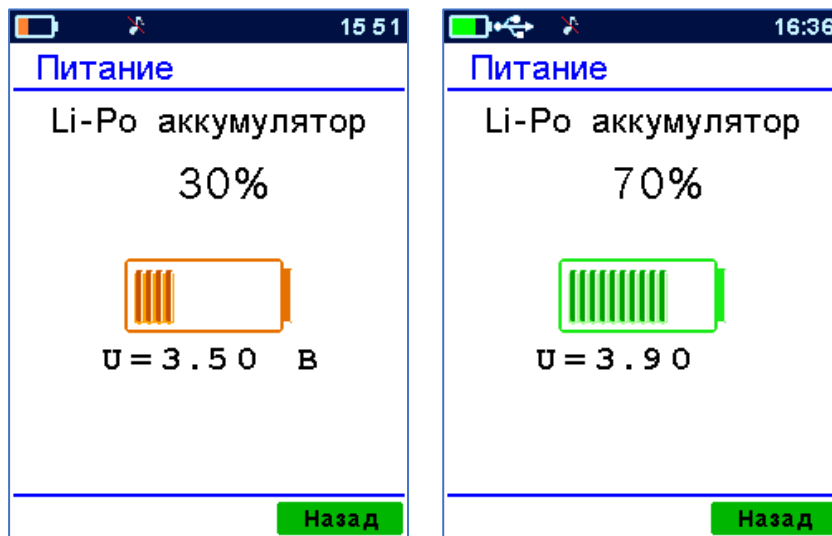 15 51
Питание
Li-Po аккумулятор
30%
U=3.50 В
Назад
16:36
Питание
Li-Po аккумулятор
70%
U=3.90
Назад